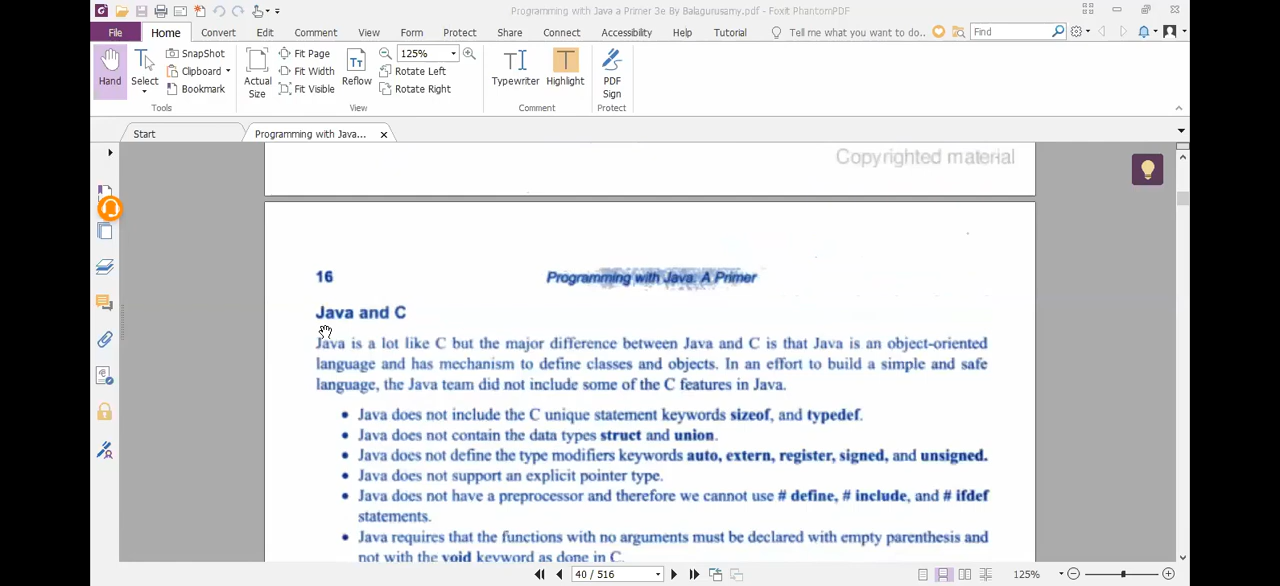 Programming with Java a Primer 3e By Balagurusamy.pdf - Foxit PhantomPDF
File Home Convert Edit Comment View Form Protect Share Connect Accessibility Help Tutorial Tell me what you want to do.. Find
Hand
Select
SnapShot
Clipboard
Bookmark
Tools
Actual Size
Fit Page
Fit Width
Fit Visible
Reflow
125%
Rotate Left
Rotate Right
View
Typewriter
Highlight
Comment
PDF Sign
Protect
Start
Programming with Java...
Copyrighted material
16 Programming with Java. A Primer
Java and C
Java is a lot like C but the major difference between Java and C is that Java is an object-oriented
language and has mechanism to define classes and objects. In an effort to build a simple and safe
language, the Java team did not include some of the C features in Java.
• Java does not include the C unique statement keywords sizeof, and typedef.
• Java does not contain the data types struct and union.
• Java does not define the type modifiers keywords auto, extern, register, signed, and unsigned.
• Java does not support an explicit pointer type.
• Java does not have a preprocessor and therefore we cannot use # define, # include, and # ifdef
statements.
• Java requires that the functions with no arguments must be declared with empty parenthesis and
not with the void keyword as done in C.
40 / 516
125%